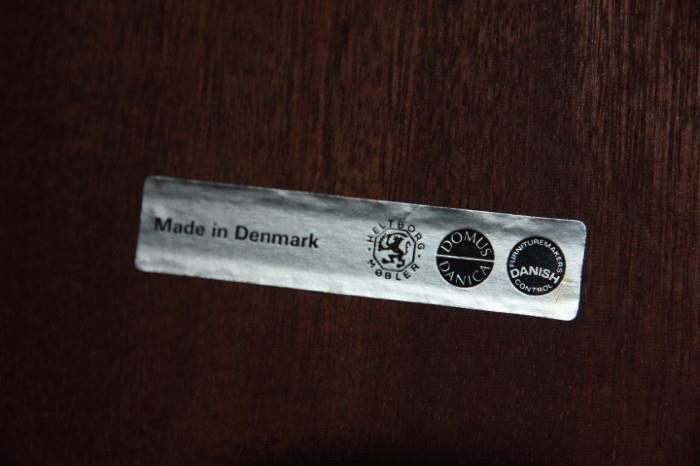 Made in Denmark
HELTBORG
MØBLER
DOMUS
DANICA
FURNITUREMAKERS
DANISH
CONTROL